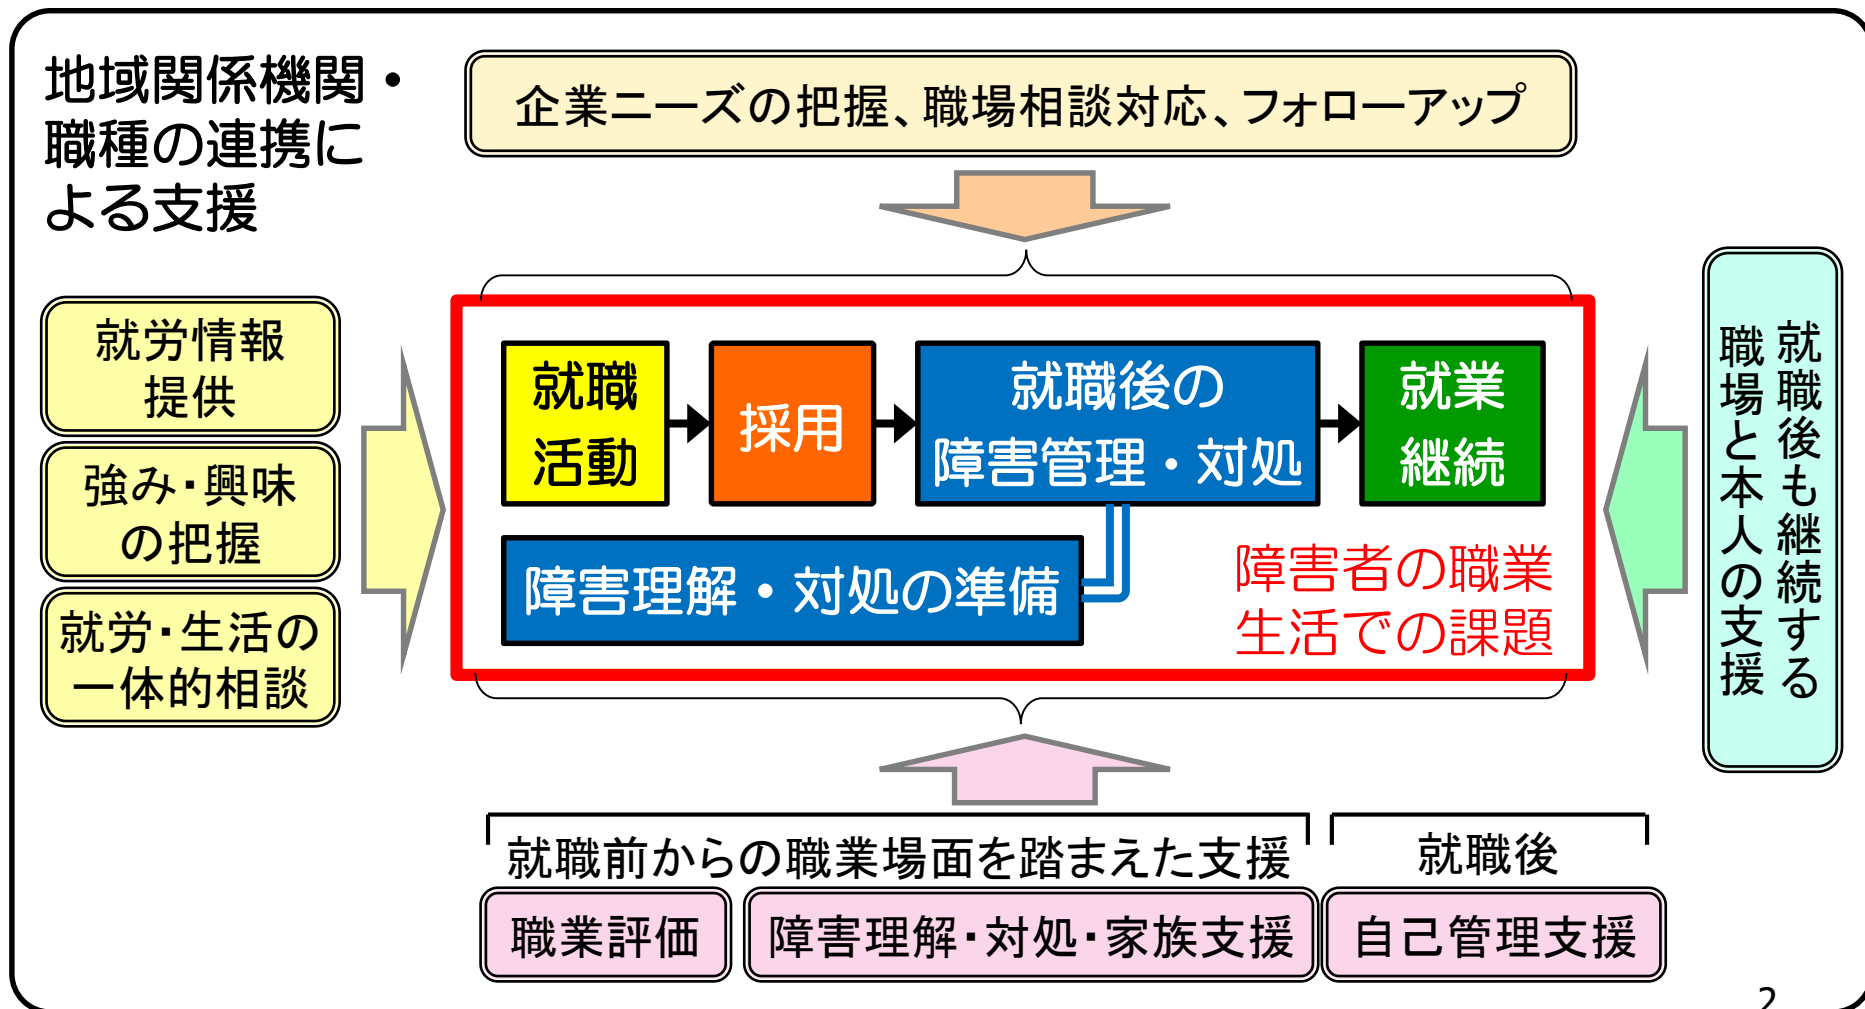 地域関係機関・
職種の連携に
よる支援
企業ニーズの把握、職場相談対応、フォローアップ
就労情報
提供
強み・興味
の把握
就労・生活の
一体的相談
就職
活動
採用
就職後の
障害管理・対処
就業
継続
障害理解・対処の準備
障害者の職業
生活での課題
就職後も継続する
職場と本人の支援
就職前からの職業場面を踏まえた支援
就職後
職業評価
障害理解・対処・家族支援
自己管理支援
2